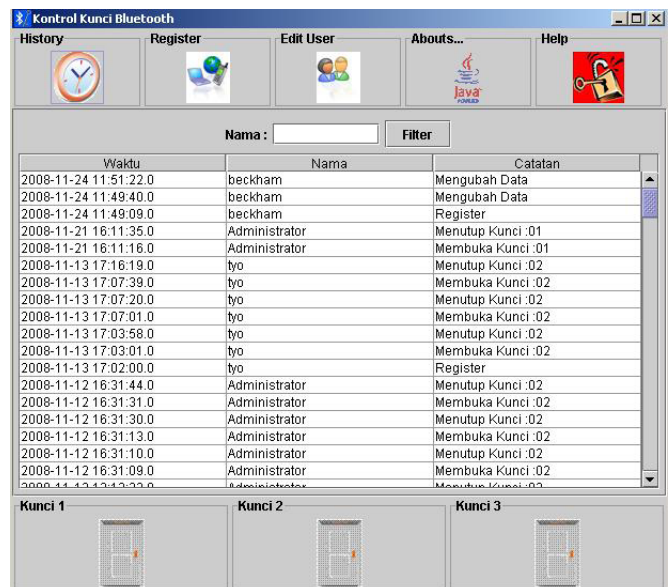 Kontrol Kunci Bluetooth
History Register Edit User Abouts... Help
Java
POWERED
Nama : Filter
Waktu Nama Catatan
2008-11-24 11:51:22.0 beckham Mengubah Data
2008-11-24 11:49:40.0 beckham Mengubah Data
2008-11-24 11:49:09.0 beckham Register
2008-11-21 16:11:35.0 Administrator Menutup Kunci :01
2008-11-21 16:11:16.0 Administrator Membuka Kunci :01
2008-11-13 17:16:19.0 tyo Menutup Kunci :02
2008-11-13 17:07:39.0 tyo Membuka Kunci :02
2008-11-13 17:07:20.0 tyo Menutup Kunci :02
2008-11-13 17:07:01.0 tyo Membuka Kunci :02
2008-11-13 17:03:58.0 tyo Menutup Kunci :02
2008-11-13 17:03:01.0 tyo Membuka Kunci :02
2008-11-13 17:02:00.0 tyo Register
2008-11-12 16:31:44.0 Administrator Menutup Kunci :02
2008-11-12 16:31:31.0 Administrator Membuka Kunci :02
2008-11-12 16:31:30.0 Administrator Menutup Kunci :02
2008-11-12 16:31:13.0 Administrator Membuka Kunci :02
2008-11-12 16:31:10.0 Administrator Menutup Kunci :02
2008-11-12 16:31:09.0 Administrator Membuka Kunci :02
Administrator Menutup Kunci
Kunci 1 Kunci 2 Kunci 3